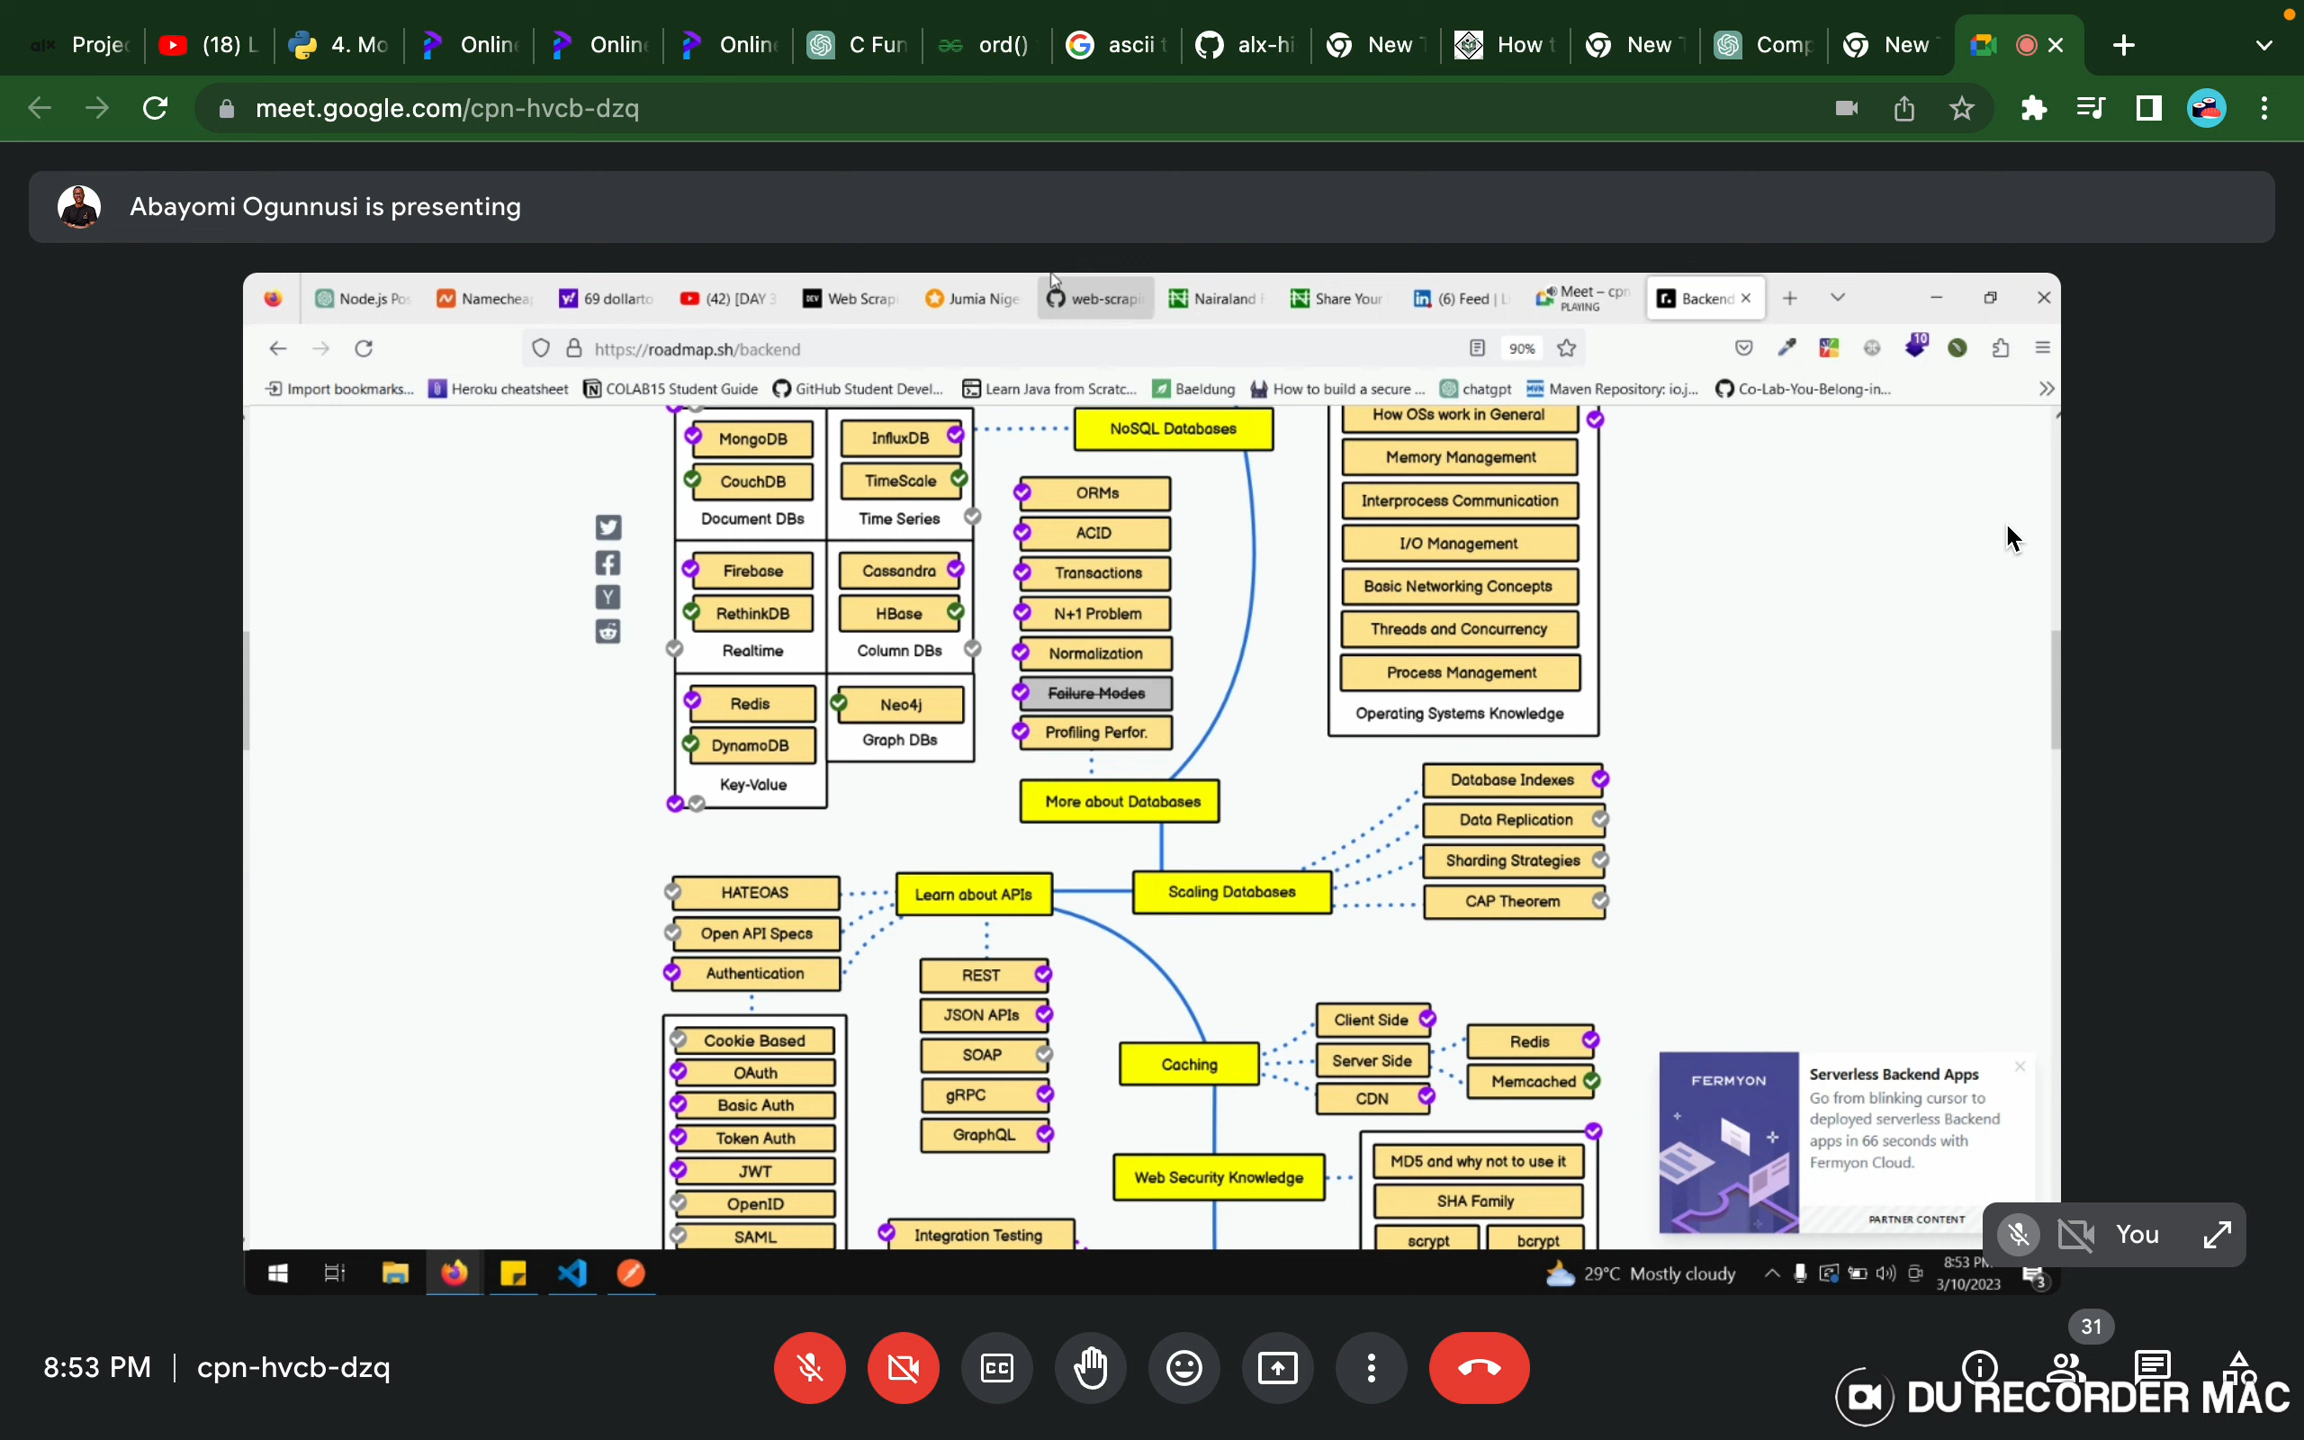 alx Projec
(18) L
4. Mo
Onlin
Onlin
Onlin
C Fun
ord()
ascii t
alx-hi
New T
How t
New T
Comp
New
meet.google.com/cpn-hvcb-dzq
Abayomi Ogunnusi is presenting
Node.js Pos
Namechea
69 dollarto
(42) [DAY 3
DEV Web Scrapi
Jumia Nige
web-scrapi
Nairaland F
Share Your
(6) Feed | Li
Meet – cpn
PLAYING
Backend
https://roadmap.sh/backend
90%
10
Import bookmarks...
Heroku cheatsheet
COLAB15 Student Guide
GitHub Student Devel...
Learn Java from Scratc...
Baeldung
How to build a secure ...
chatgpt
Maven Repository: io.j...
Co-Lab-You-Belong-in...
MongoDB
CouchDB
Document DBs
InfluxDB
TimeScale
Time Series
Firebase
RethinkDB
Realtime
Cassandra
HBase
Column DBs
Redis
DynamoDB
Key-Value
Neo4j
Graph DBs
NoSQL Databases
ORMs
ACID
Transactions
N+1 Problem
Normalization
Failure Modes
Profiling Perfor.
More about Databases
How OSs work in General
Memory Management
Interprocess Communication
I/O Management
Basic Networking Concepts
Threads and Concurrency
Process Management
Operating Systems Knowledge
Database Indexes
Data Replication
Sharding Strategies
CAP Theorem
Scaling Databases
Learn about APIs
HATEOAS
Open API Specs
Authentication
REST
JSON APIs
SOAP
gRPC
GraphQL
Cookie Based
OAuth
Basic Auth
Token Auth
JWT
OpenID
SAML
Caching
Client Side
Server Side
CDN
Redis
Memcached
Web Security Knowledge
MD5 and why not to use it
SHA Family
scrypt
bcrypt
Integration Testing
FERMYON
Serverless Backend Apps
Go from blinking cursor to
deployed serverless Backend
apps in 66 seconds with
Fermyon Cloud.
PARTNER CONTENT
You
29°C Mostly cloudy
8:53 PM
3/10/2023
3
31
8:53 PM | cpn-hvcb-dzq
DU RECORDER MAC